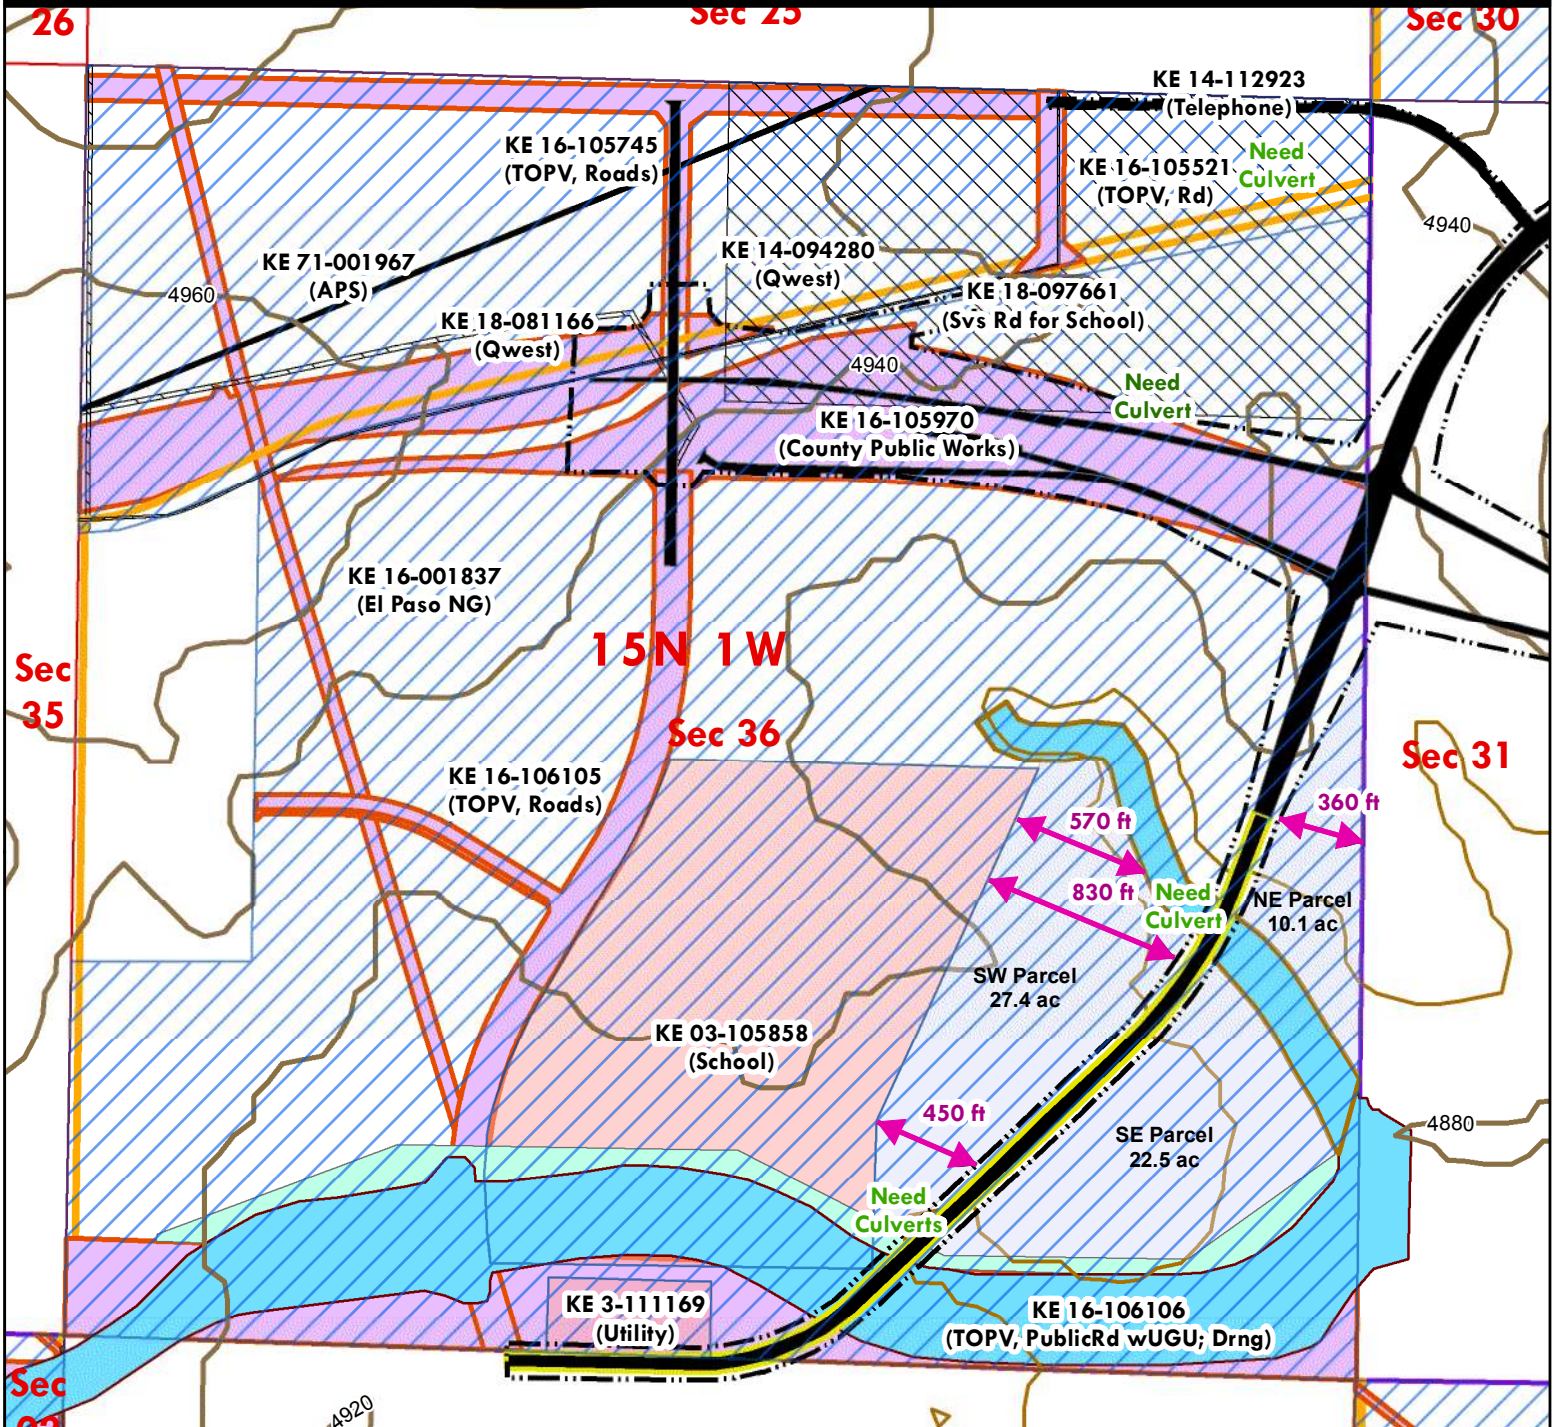 Sec 25
26
Sec 30
KE 14-112923
(Telephone)
KE 16-105745
(TOPV, Roads)
Need
Culvert
KE 16-105521
(TOPV, Rd)
4940
KE 14-094280
(Qwest)
KE 71-001967
(APS)
4960
KE 18-097661
(Svs Rd for School)
KE 18-081166
(Qwest)
4940
Need
Culvert
KE 16-105970
(County Public Works)
KE 16-001837
(El Paso NG)
15N 1W
Sec
35
Sec 36
Sec 31
KE 16-106105
(TOPV, Roads)
360 ft
570 ft
830 ft
Need
Culvert
NE Parcel
10.1 ac
SW Parcel
27.4 ac
KE 03-105858
(School)
450 ft
4880
SE Parcel
22.5 ac
Need
Culverts
KE 3-111169
(Utility)
KE 16-106106
(TOPV, PublicRd wUGU; Drng)
Sec
4920